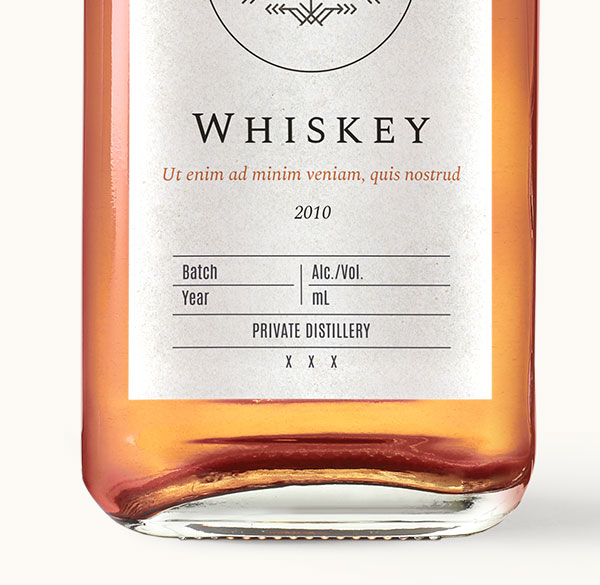 WHISKEY
Ut enim ad minim veniam, quis nostrud
2010
Batch Alc./Vol.
Year mL
PRIVATE DISTILLERY
X X X